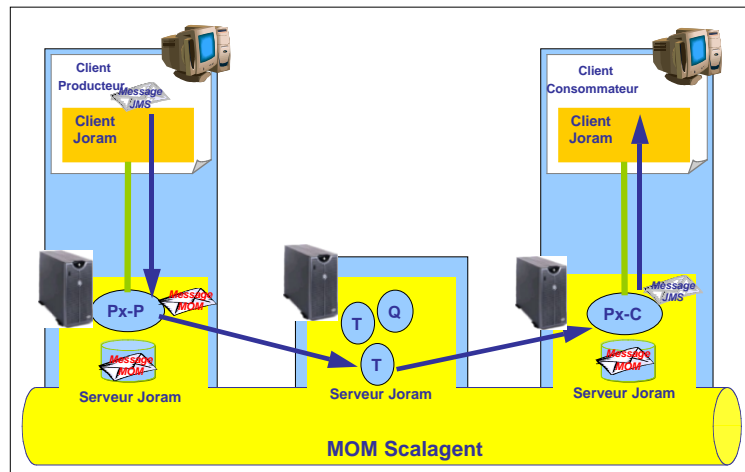 Client
Producteur
Message
JMS
Client
Joram
Client
Consommateur
Client
Joram
Px-P
Message
MOM
Message
MOM
Serveur Joram
T
Q
T
Serveur Joram
Px-C
Message
JMS
Message
MOM
Serveur Joram
MOM Scalagent